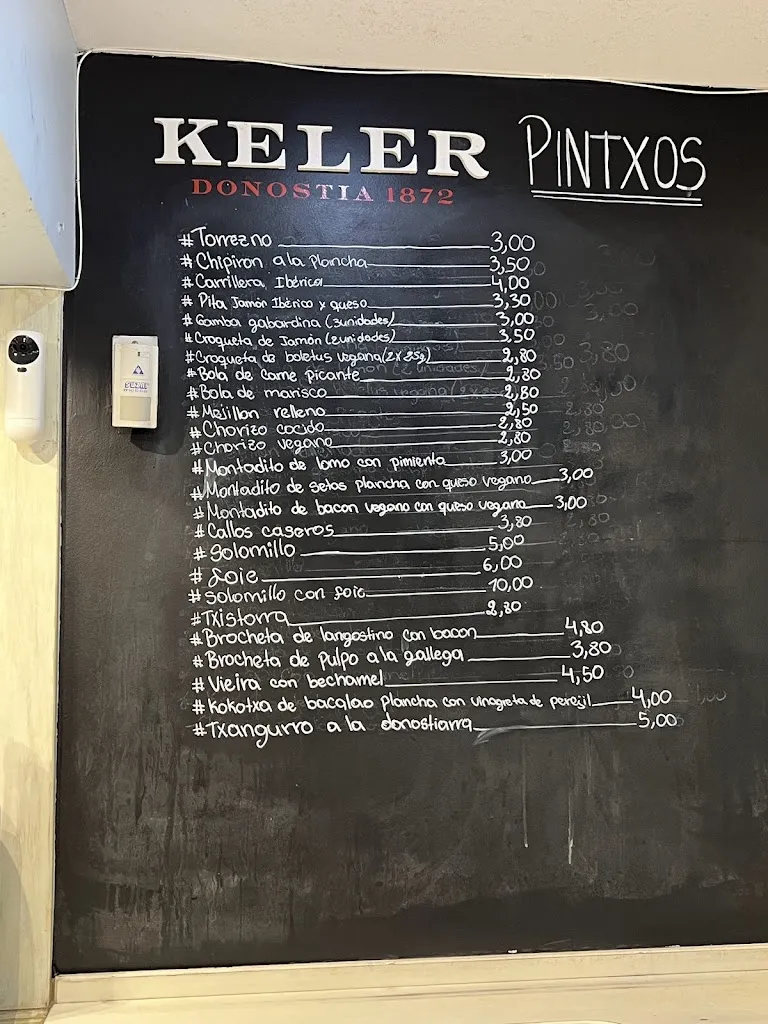 KELER PINTXOS
DONOSTIA 1872
#Torrezno 3,00
#Chipiron a la plancha 3,50
#Carrillera Ibérica 4,00
#Pita Jamón Ibérico y queso 3,30
#Gamba gabardina (3unidades) 3,00
#Croqueta de Jamón (2unidades) 3,50
#Croqueta de boletus vegana (2x35g) 2,80
#Bola de carne picante 2,80
#Bola de marisco 2,80
#Mejillon relleno 2,50
#Chorizo cocido 2,80
#Chorizo vegano 2,80
#Montadito de lomo con pimienta 3,00
#Montadito de setas plancha con queso vegano 3,00
#Montadito de bacon vegano con queso vegano 3,00
#Callos caseros 3,80
#Solomillo 5,00
#foie 6,00
#solomillo con foie 10,00
#Txistorra 2,80
#Brocheta de langostino con bacon 4,80
#Brocheta de pulpo a la gallega 3,80
#Vieira con bechamel 4,50
#Kokotxa de bacalao plancha con vinagreta de perejil 4,00
#Txangurro a la donostiarra 5,00